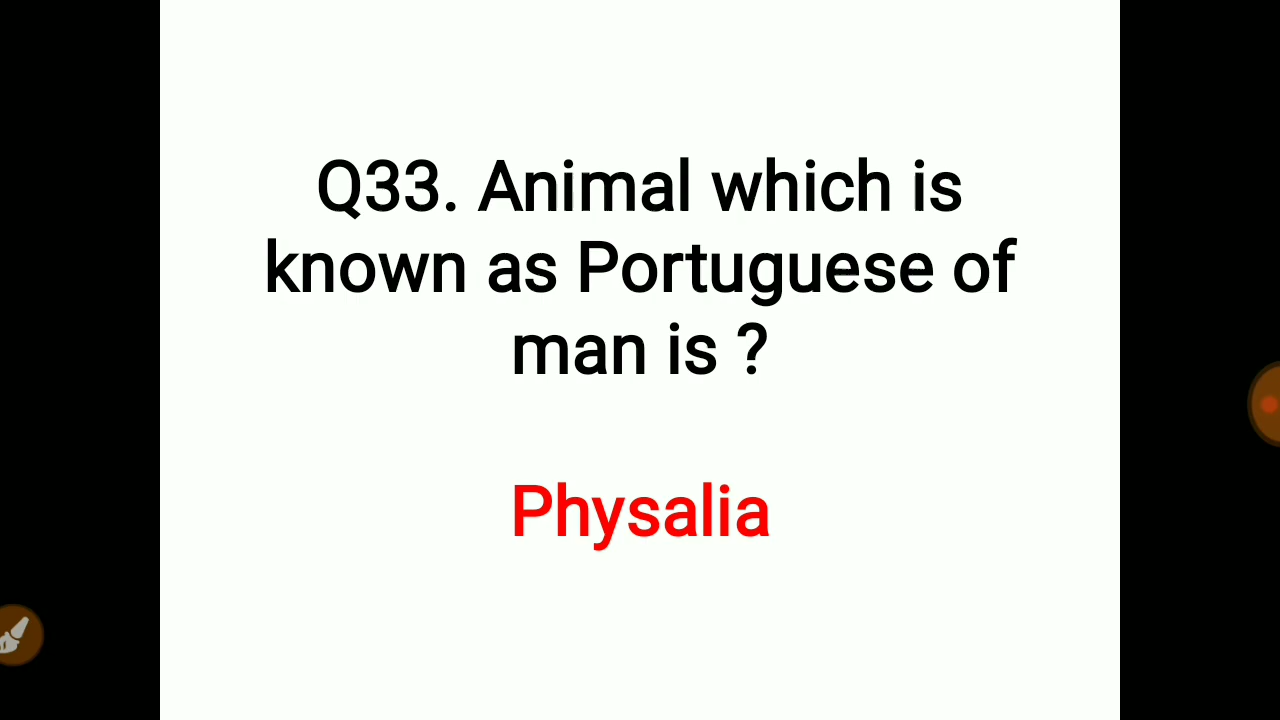 Q33. Animal which is
known as Portuguese of
man is ?
Physalia